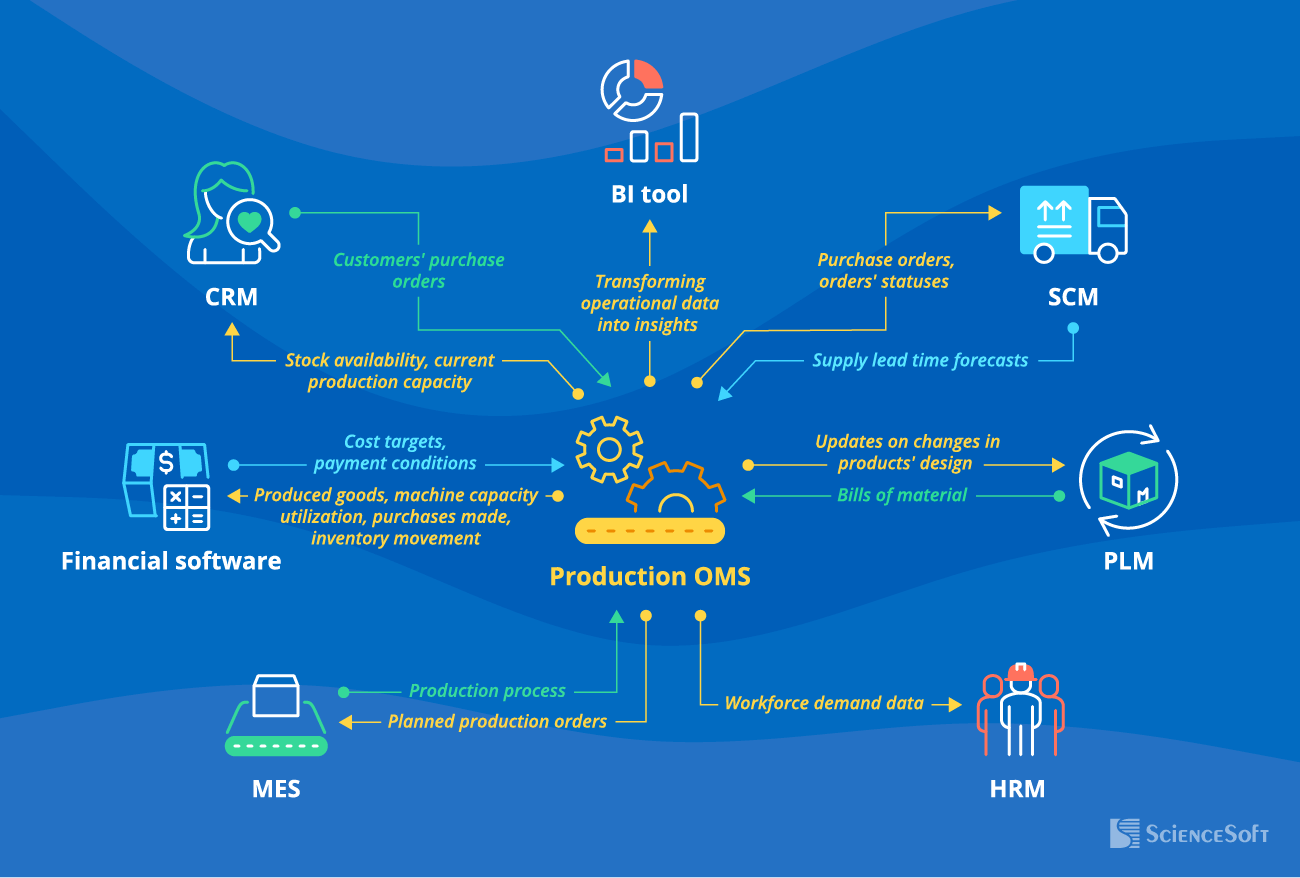 BI tool
CRM
SCM
Customers' purchase
orders
Transforming
operational data
into insights
Purchase orders,
orders' statuses
Stock availability, current
production capacity
Supply lead time forecasts
$
Financial software
Cost targets,
payment conditions
Produced goods, machine capacity
utilization, purchases made,
inventory movement
Updates on changes in
products' design
Bills of material
M
PLM
Production OMS
Production process
Planned production orders
MES
Workforce demand data
HRM
ScienceSoft